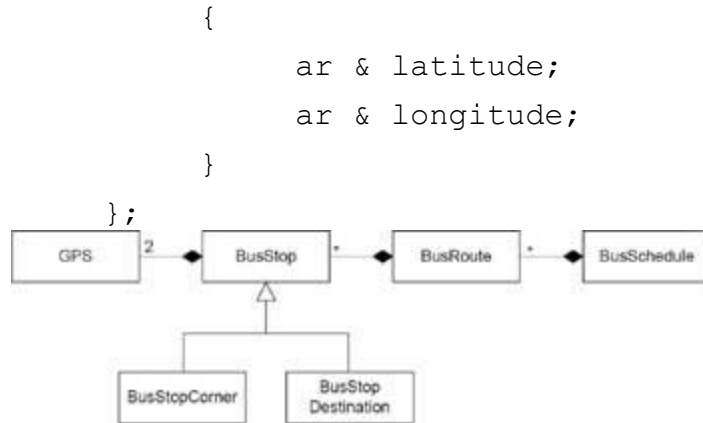 {
ar & latitude;
ar & longitude;
}
};
GPS 2 BusStop * BusRoute * BusSchedule
BusStopCorner
BusStop
Destination